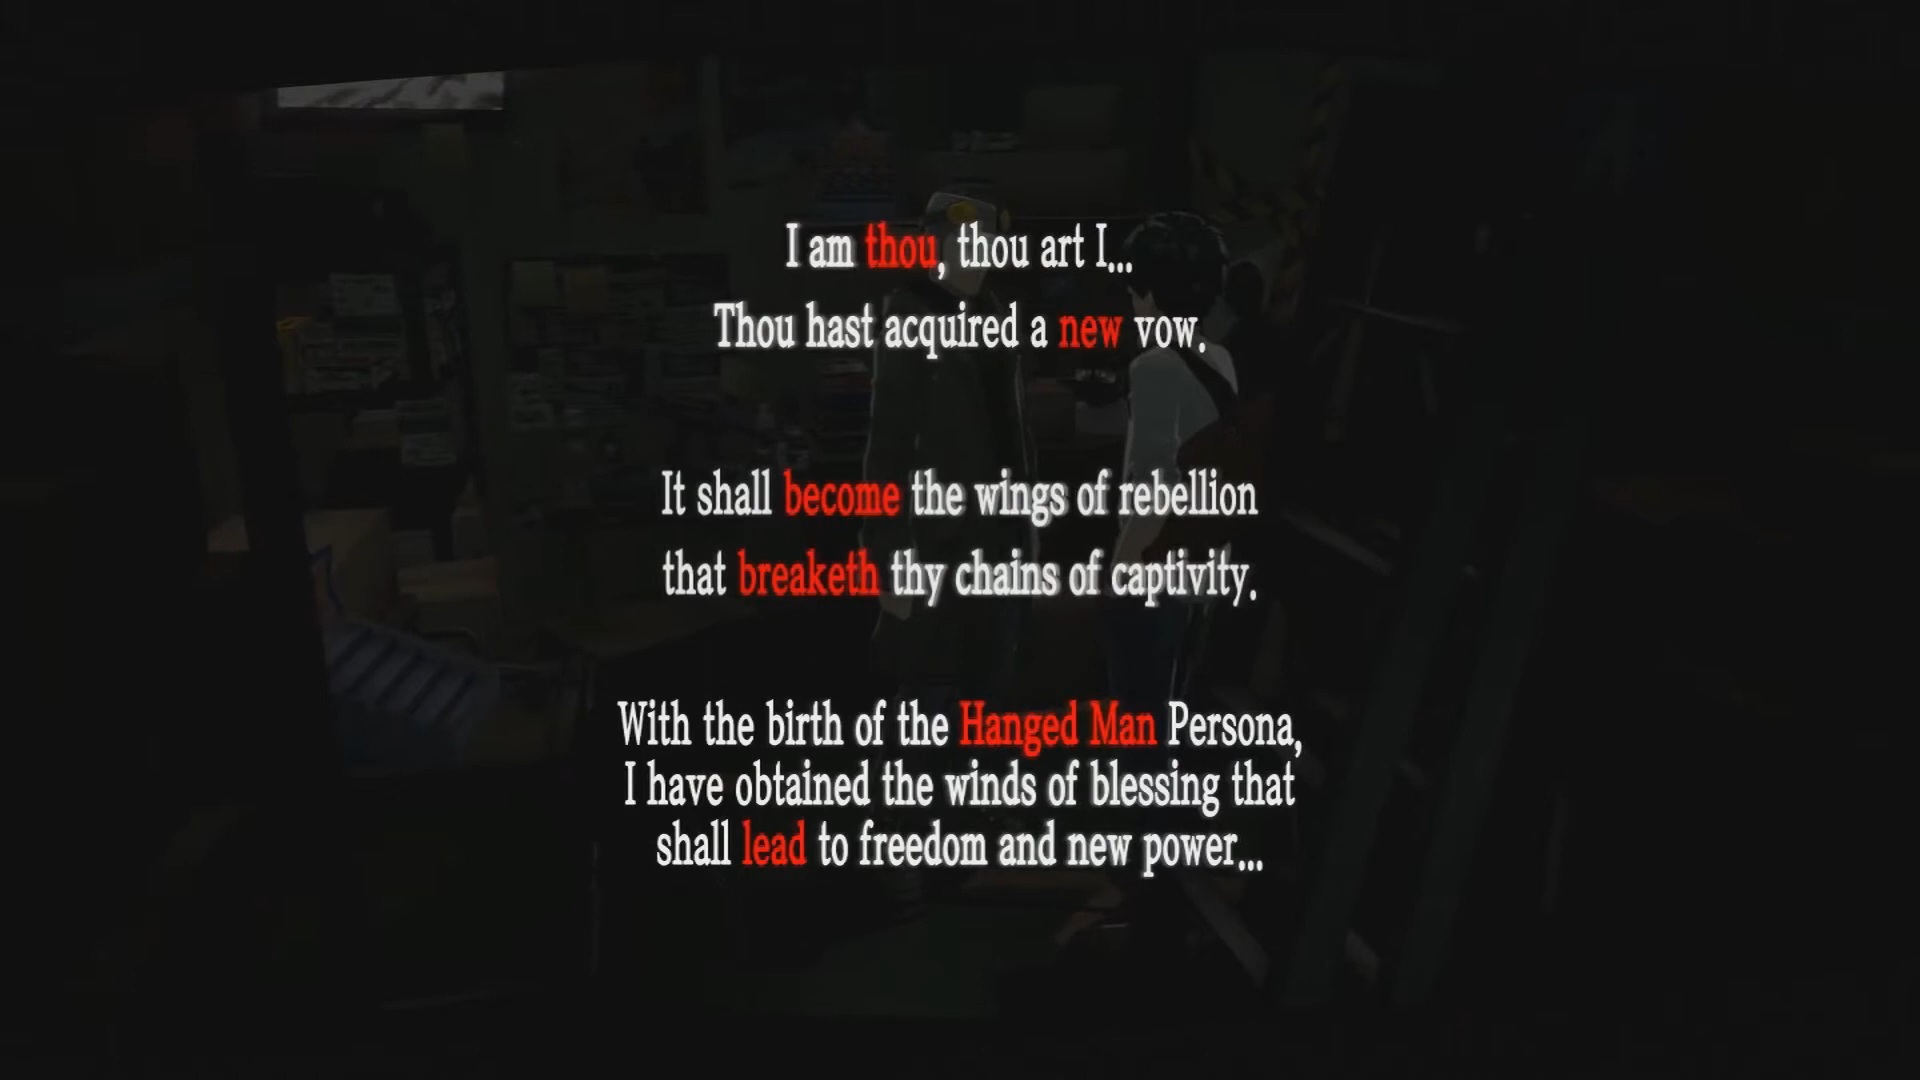 I am thou, thou art I...
Thou hast acquired a new vow.
It shall become the wings of rebellion
that breaketh thy chains of captivity.
With the birth of the Hanged Man Persona,
I have obtained the winds of blessing that
shall lead to freedom and new power...